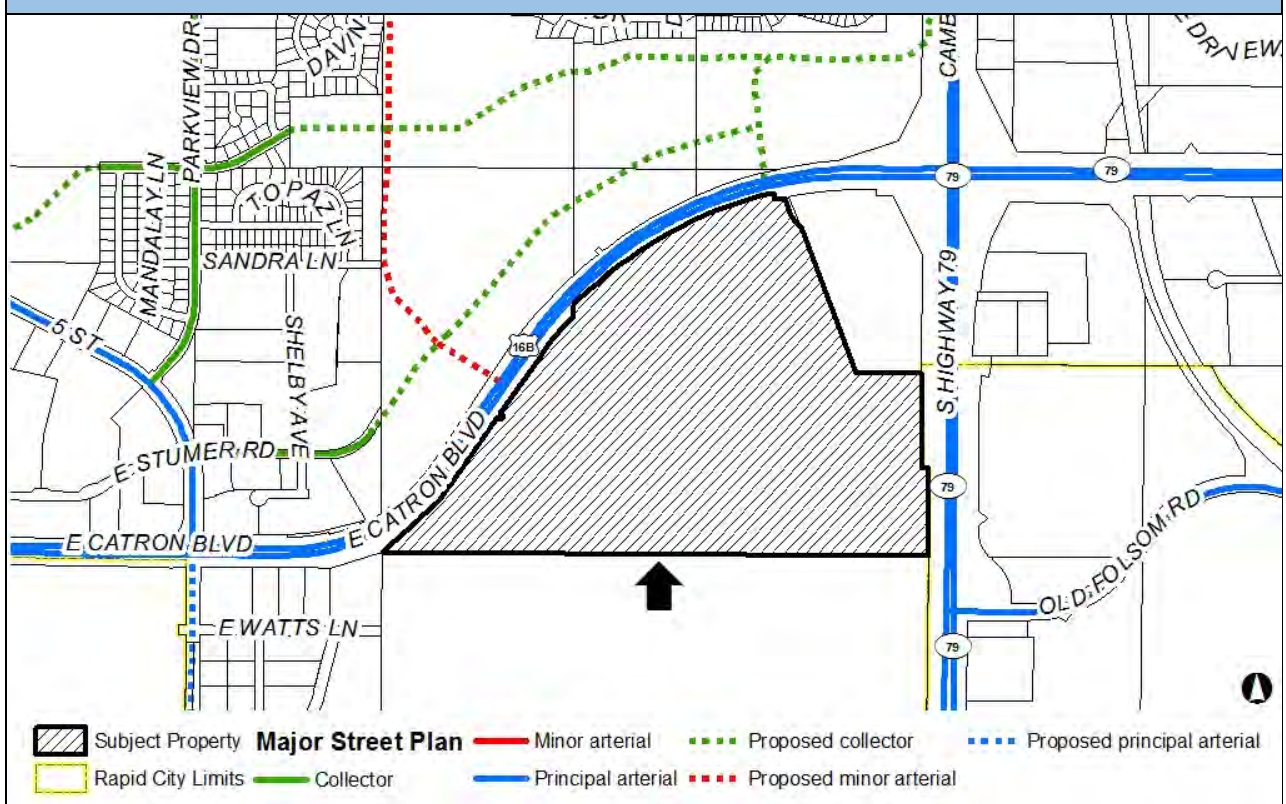 PARKVIEW DR
DAVIN
CAMB
MANDALAY LN
TOPAZ LN
SANDRA LN
79
79
5 ST
SHELBY AVE
16B
S HIGHWAY 79
E STUMER RD
E CATRON BLVD
79
E CATRON BLVD
OLD FOLSOM RD
E WATTS LN
79
Subject Property Major Street Plan Minor arterial Proposed collector Proposed principal arterial
Rapid City Limits Collector Principal arterial Proposed minor arterial